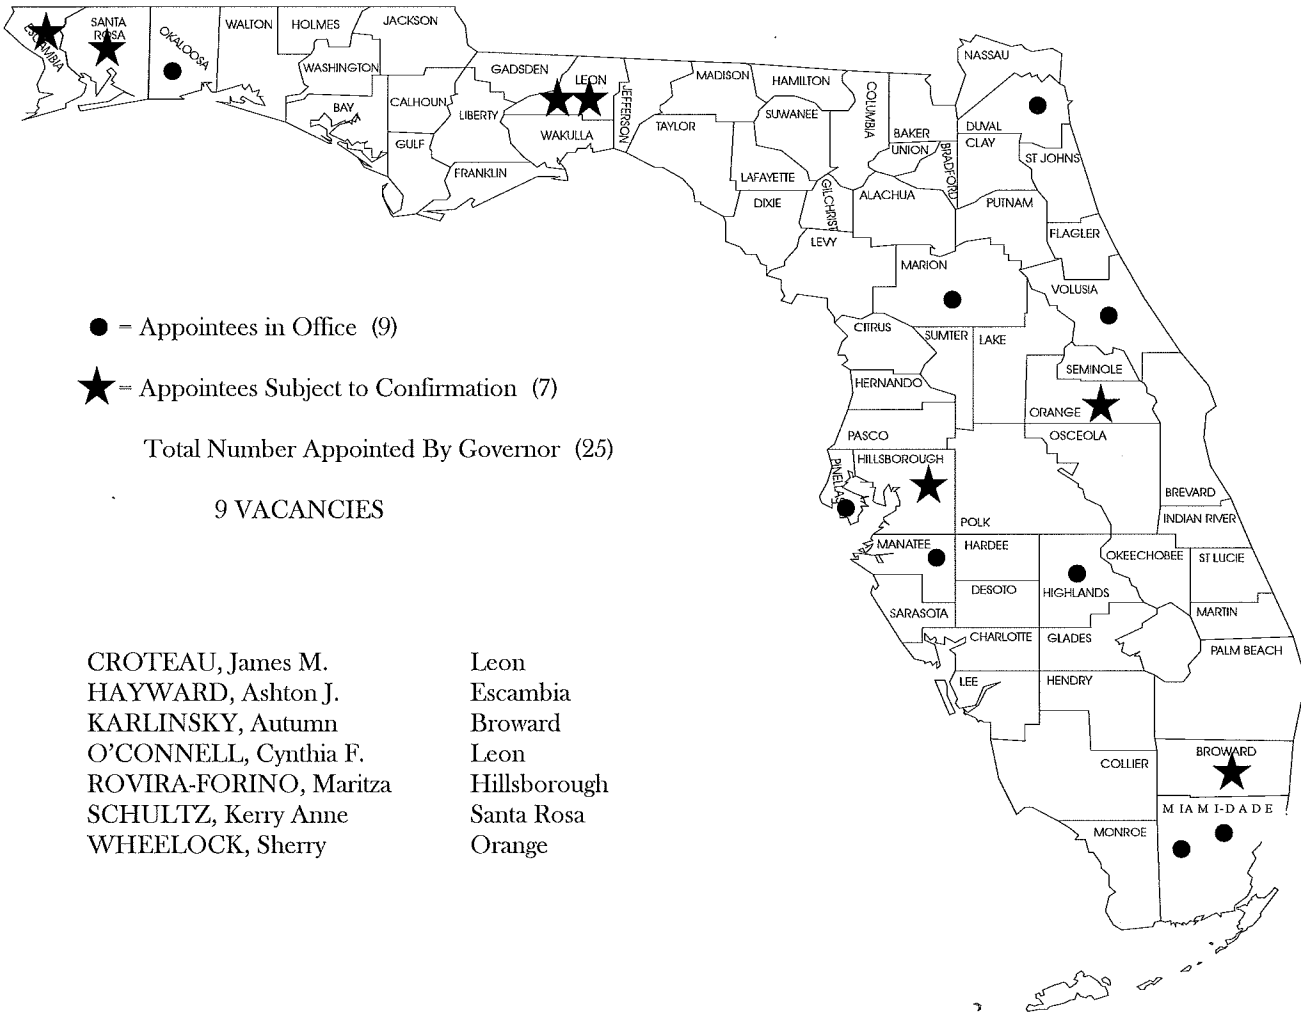 ESCAMBIA
SANTA
ROSA
OKALOOSA
WALTON
HOLMES
JACKSON
WASHINGTON
BAY
CALHOUN
GULF
GADSDEN
LIBERTY
LEON
WAKULLA
FRANKLIN
JEFFERSON
MADISON
TAYLOR
HAMILTON
SUWANEE
LAFAYETTE
DIXIE
COLUMBIA
GILCHRIST
LEVY
BAKER
UNION
BRADFORD
ALACHUA
NASSAU
DUVAL
CLAY
ST JOHNS
PUTNAM
FLAGLER
MARION
VOLUSIA
CITRUS
SUMTER
LAKE
SEMINOLE
HERNANDO
ORANGE
PASCO
OSCEOLA
PINELLAS
HILLSBOROUGH
POLK
BREVARD
INDIAN RIVER
MANATEE
HARDEE
OKEECHOBEE
ST LUCIE
DESOTO
HIGHLANDS
SARASOTA
MARTIN
CHARLOTTE
GLADES
PALM BEACH
LEE
HENDRY
COLLIER
BROWARD
MIAMI-DADE
MONROE
= Appointees in Office (9)
= Appointees Subject to Confirmation (7)
Total Number Appointed By Governor (25)
9 VACANCIES
CROTEAU, James M. Leon
HAYWARD, Ashton J. Escambia
KARLINSKY, Autumn Broward
O'CONNELL, Cynthia F. Leon
ROVIRA-FORINO, Maritza Hillsborough
SCHULTZ, Kerry Anne Santa Rosa
WHEELOCK, Sherry Orange